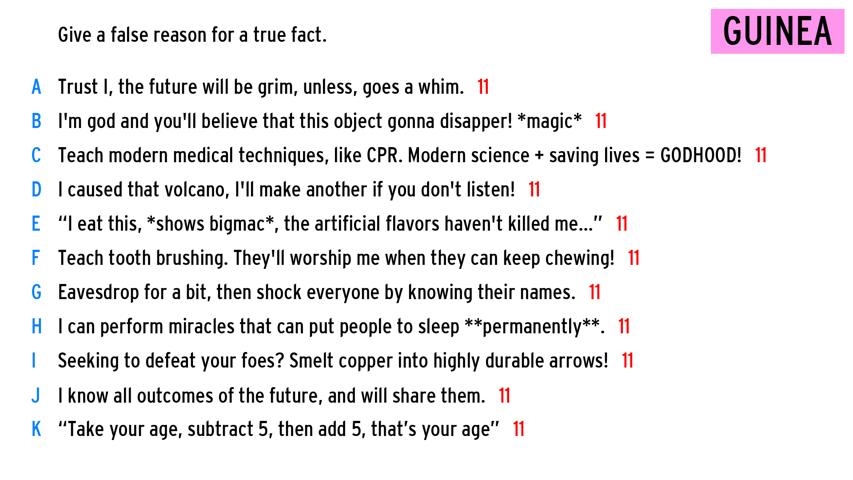 Give a false reason for a true fact.
GUINEA
A Trust I, the future will be grim, unless, goes a whim. 11
B I'm god and you'll believe that this object gonna disapper! *magic* 11
C Teach modern medical techniques, like CPR. Modern science + saving lives = GODHOOD! 11
D I caused that volcano, I'll make another if you don't listen! 11
E “I eat this, *shows bigmac*, the artificial flavors haven't killed me...” 11
F Teach tooth brushing. They'll worship me when they can keep chewing! 11
G Eavesdrop for a bit, then shock everyone by knowing their names. 11
H I can perform miracles that can put people to sleep **permanently**. 11
I Seeking to defeat your foes? Smelt copper into highly durable arrows! 11
J I know all outcomes of the future, and will share them. 11
K “Take your age, subtract 5, then add 5, that’s your age” 11